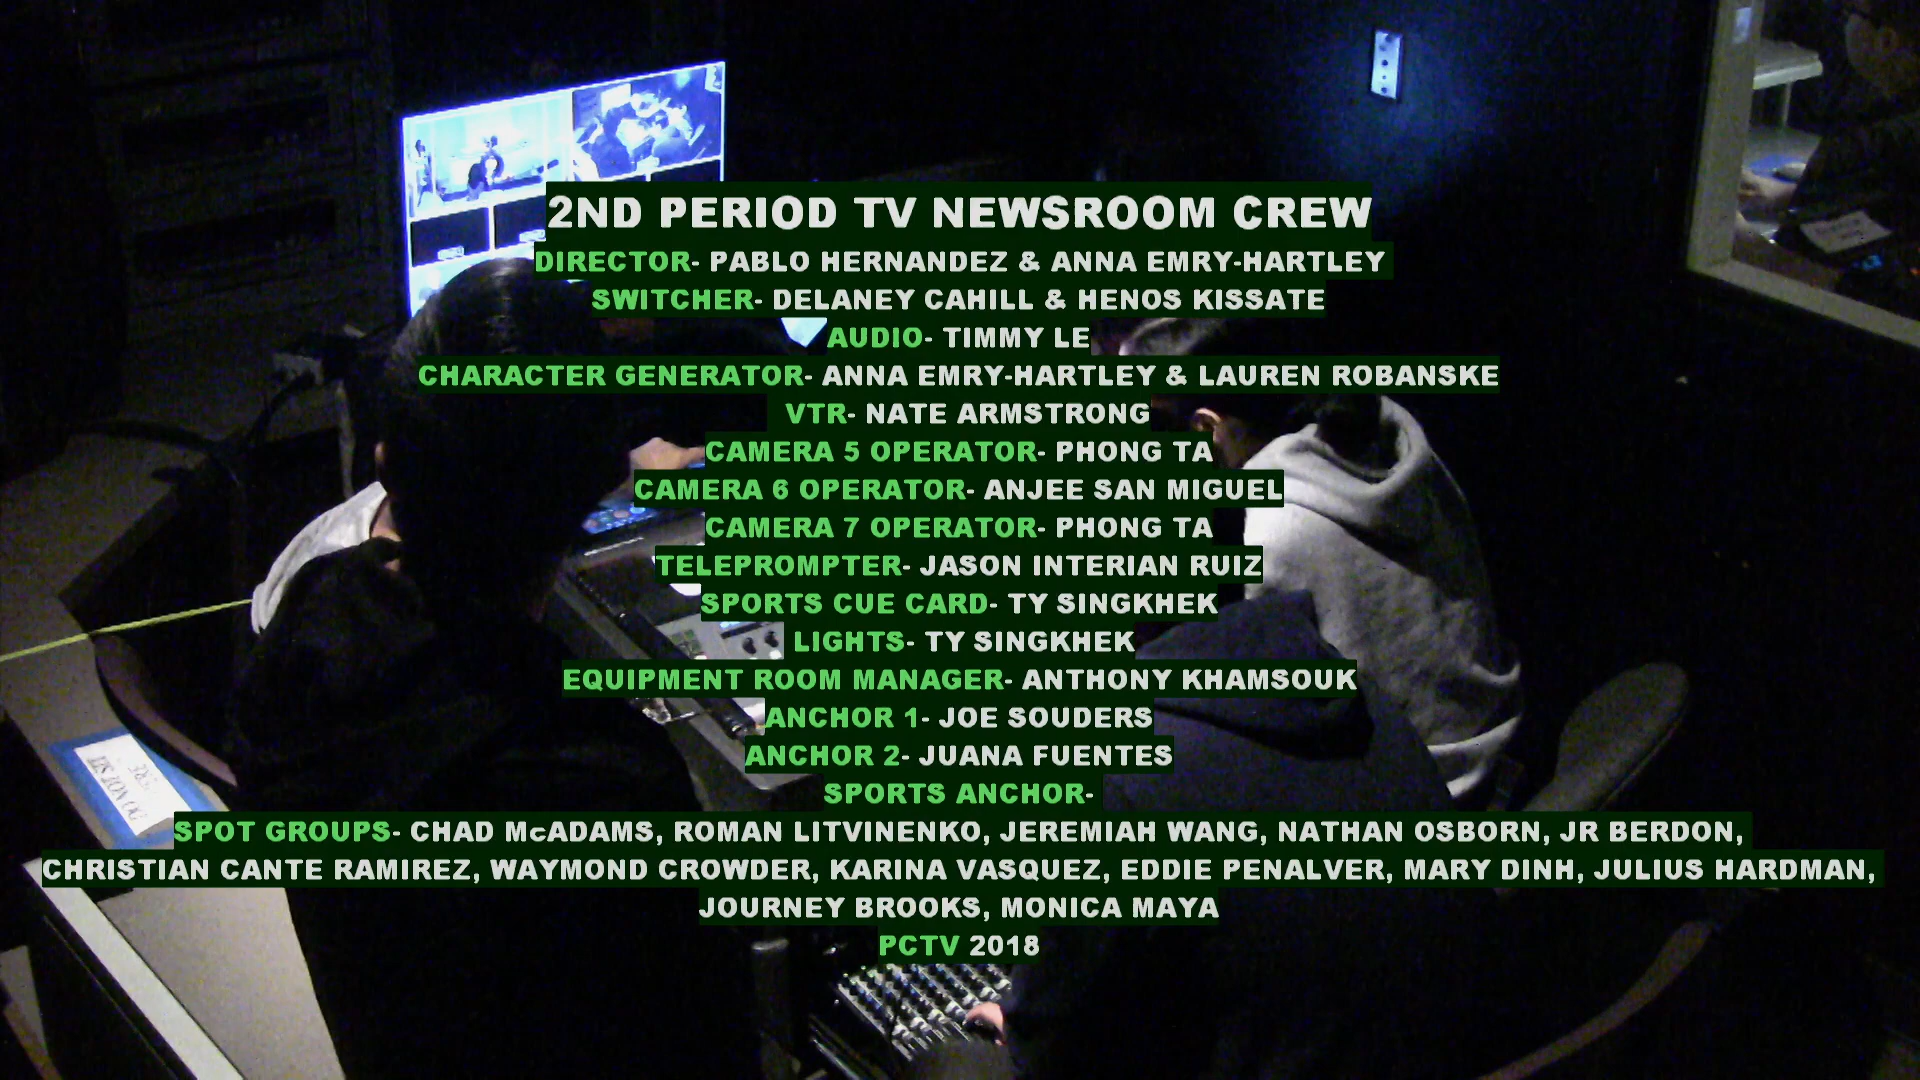 2ND PERIOD TV NEWSROOM CREW
DIRECTOR- PABLO HERNANDEZ & ANNA EMRY-HARTLEY
SWITCHER- DELANEY CAHILL & HENOS KISSATE
AUDIO- TIMMY LE
CHARACTER GENERATOR- ANNA EMRY-HARTLEY & LAUREN ROBANSKE
VTR- NATE ARMSTRONG
CAMERA 5 OPERATOR- PHONG TA
CAMERA 6 OPERATOR- ANJEE SAN MIGUEL
CAMERA 7 OPERATOR- PHONG TA
TELEPROMPTER- JASON INTERIAN RUIZ
SPORTS CUE CARD- TY SINGKHEK
LIGHTS- TY SINGKHEK
EQUIPMENT ROOM MANAGER- ANTHONY KHAMSOUK
ANCHOR 1- JOE SOUDERS
ANCHOR 2- JUANA FUENTES
SPORTS ANCHOR-
SPOT GROUPS- CHAD McADAMS, ROMAN LITVINENKO, JEREMIAH WANG, NATHAN OSBORN, JR BERDON,
CHRISTIAN CANTE RAMIREZ, WAYMOND CROWDER, KARINA VASQUEZ, EDDIE PENALVER, MARY DINH, JULIUS HARDMAN,
JOURNEY BROOKS, MONICA MAYA
PCTV 2018
DO NOT SIT